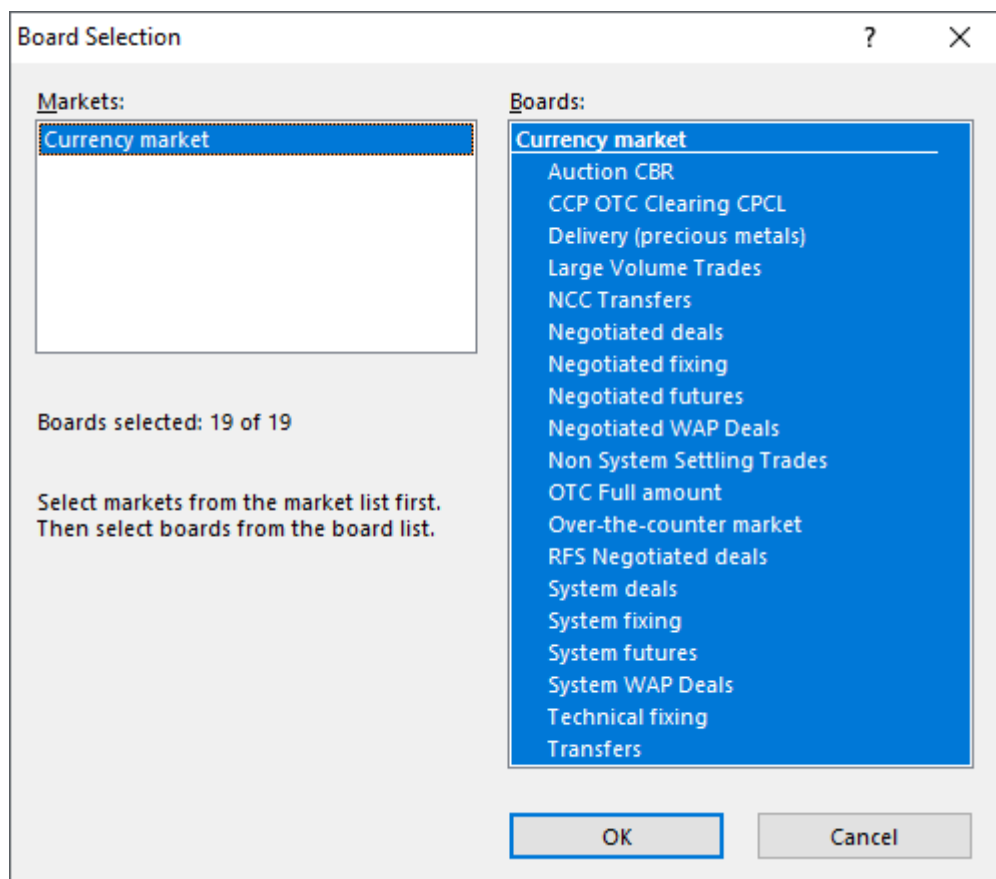 Board Selection
?
Markets:
Currency market
Boards selected: 19 of 19
Select markets from the market list first.
Then select boards from the board list.
Boards:
Currency market
Auction CBR
CCP OTC Clearing CPCL
Delivery (precious metals)
Large Volume Trades
NCC Transfers
Negotiated deals
Negotiated fixing
Negotiated futures
Negotiated WAP Deals
Non System Settling Trades
OTC Full amount
Over-the-counter market
RFS Negotiated deals
System deals
System fixing
System futures
System WAP Deals
Technical fixing
Transfers
OK
Cancel